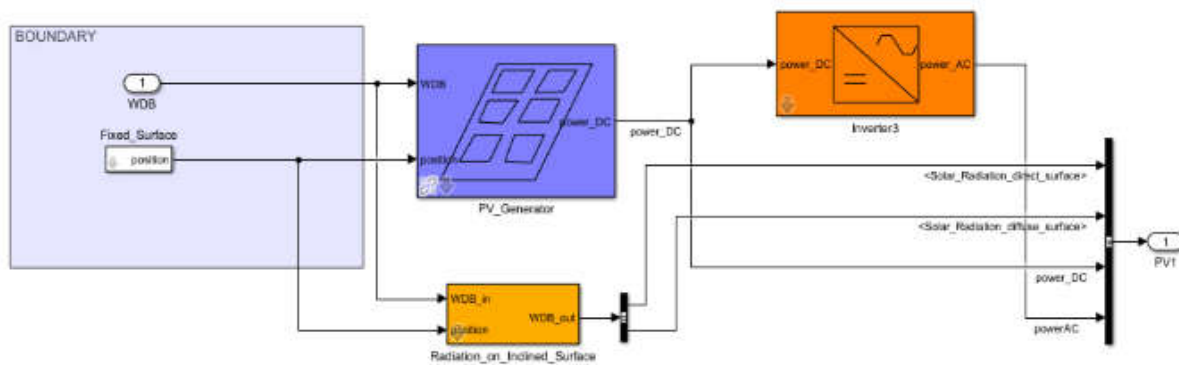 BOUNDARY
1
WDB
Fixed_Surface
position
WDB
position
power_DC
PV_Generator
power_DC
power_DC
power_AC
Inverter3
<Solar_Radiation_direct_surface>
<Solar_Radiation_diffuse_surface>
power_DC
powerAC
1
PV1
WDB_in
position
WDB_out
Radiation_on_Inclined_Surface